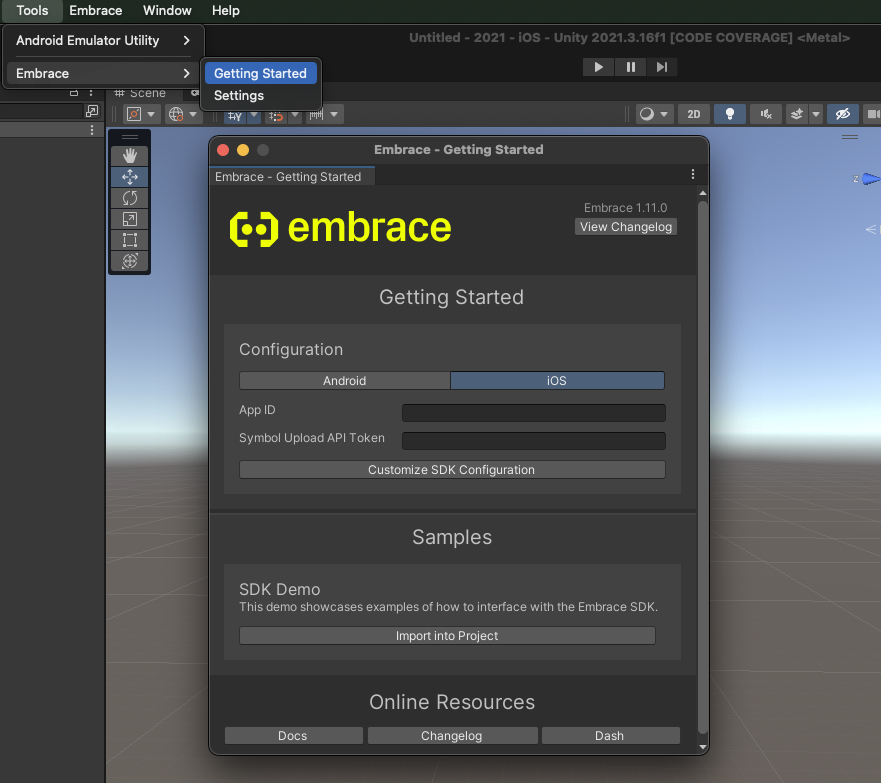 Tools Embrace Window Help
Untitled - 2021 - iOS - Unity 2021.3.16f1 [CODE COVERAGE] <Metal>
Android Emulator Utility
Embrace
Getting Started
Settings
Scene
2D
Z
Embrace - Getting Started
Embrace - Getting Started
embrace
Embrace 1.11.0
View Changelog
Getting Started
Configuration
Android iOS
App ID
Symbol Upload API Token
Customize SDK Configuration
Samples
SDK Demo
This demo showcases examples of how to interface with the Embrace SDK.
Import into Project
Online Resources
Docs Changelog Dash